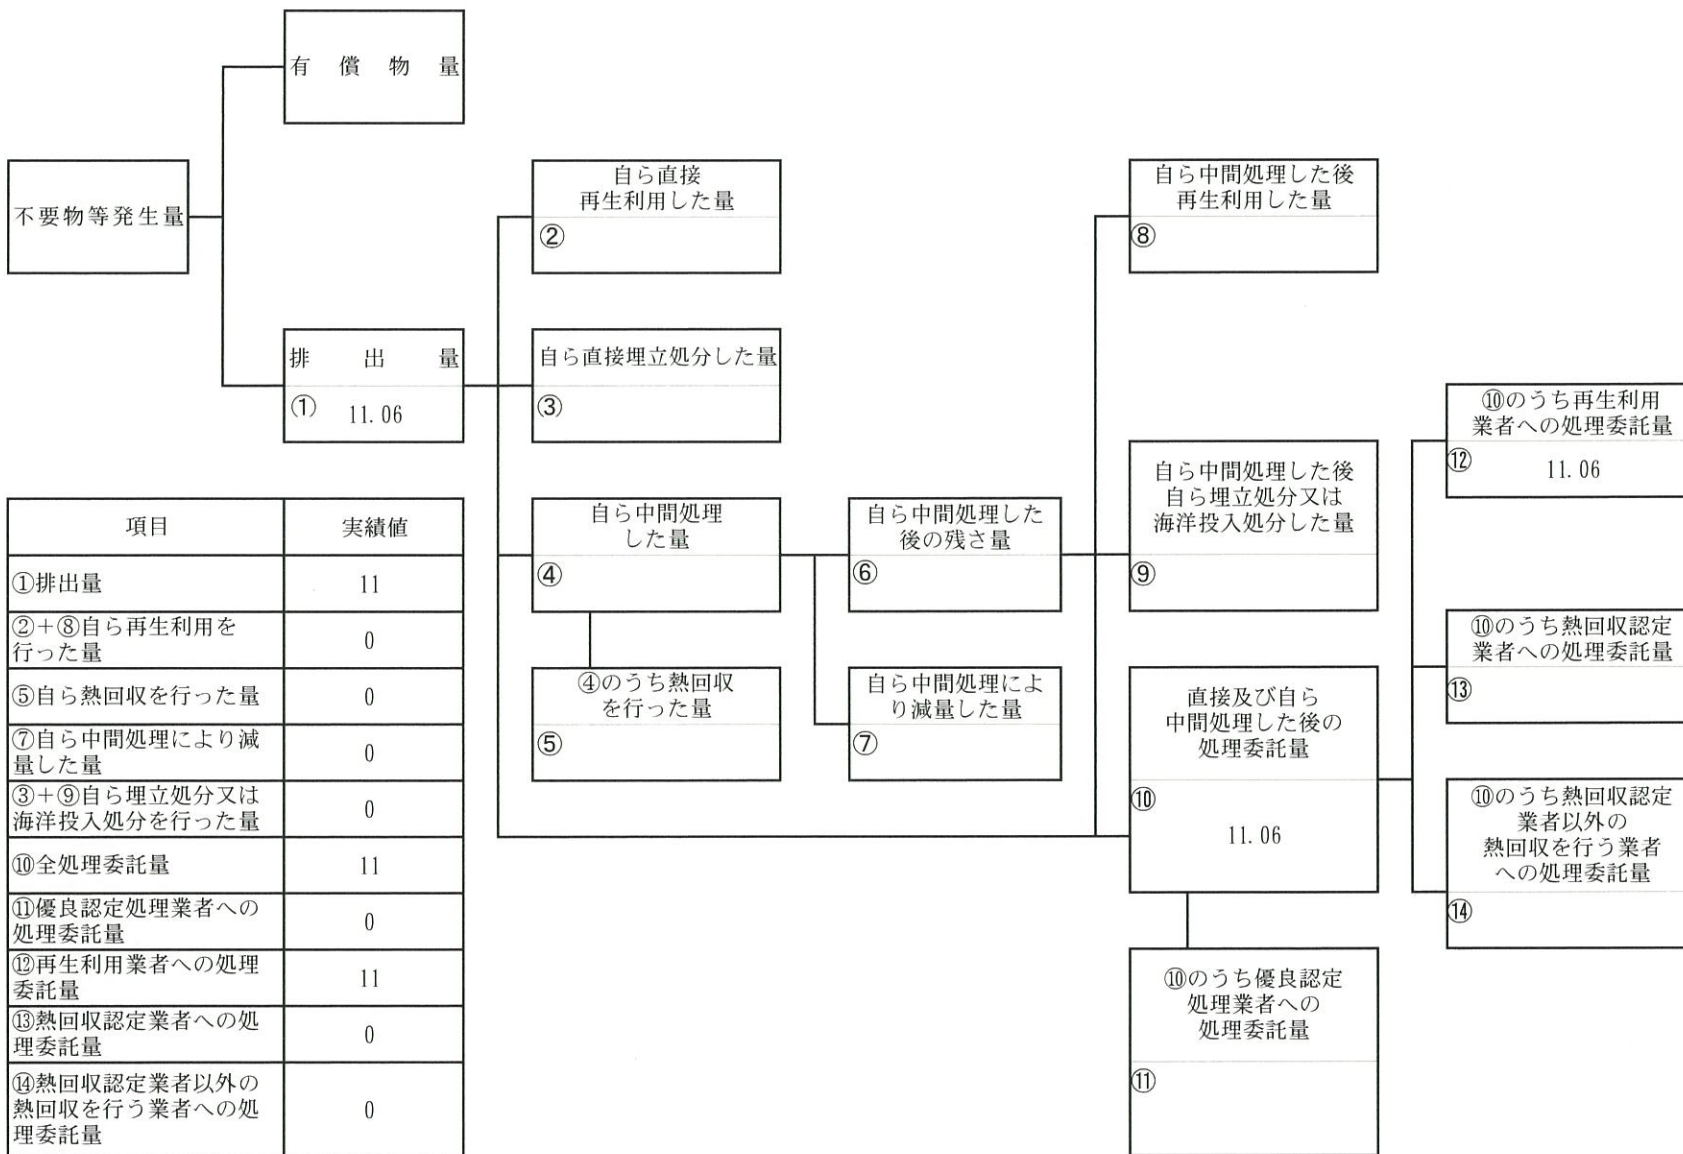 有償物量
不要物等発生量
排出量
① 11.06
自ら直接
再生利用した量
②
自ら直接埋立処分した量
③
自ら中間処理
した量
④
④のうち熱回収
を行った量
⑤
自ら中間処理した
後の残さ量
⑥
自ら中間処理によ
り減量した量
⑦
自ら中間処理した後
再生利用した量
⑧
自ら中間処理した後
自ら埋立処分又は
海洋投入処分した量
⑨
直接及び自ら
中間処理した後の
処理委託量
⑩
11.06
⑩のうち優良認定
処理業者への
処理委託量
⑪
⑩のうち再生利用
業者への処理委託量
⑫ 11.06
⑩のうち熱回収認定
業者への処理委託量
⑬
⑩のうち熱回収認定
業者以外の
熱回収を行う業者
への処理委託量
⑭
項目 実績値
①排出量 11
②+⑧自ら再生利用を
行った量 0
⑤自ら熱回収を行った量 0
⑦自ら中間処理により減
量した量 0
③+⑨自ら埋立処分又は
海洋投入処分を行った量 0
⑩全処理委託量 11
⑪優良認定処理業者への
処理委託量 0
⑫再生利用業者への処理
委託量 11
⑬熱回収認定業者への処
理委託量 0
⑭熱回収認定業者以外の
熱回収を行う業者への処
理委託量 0